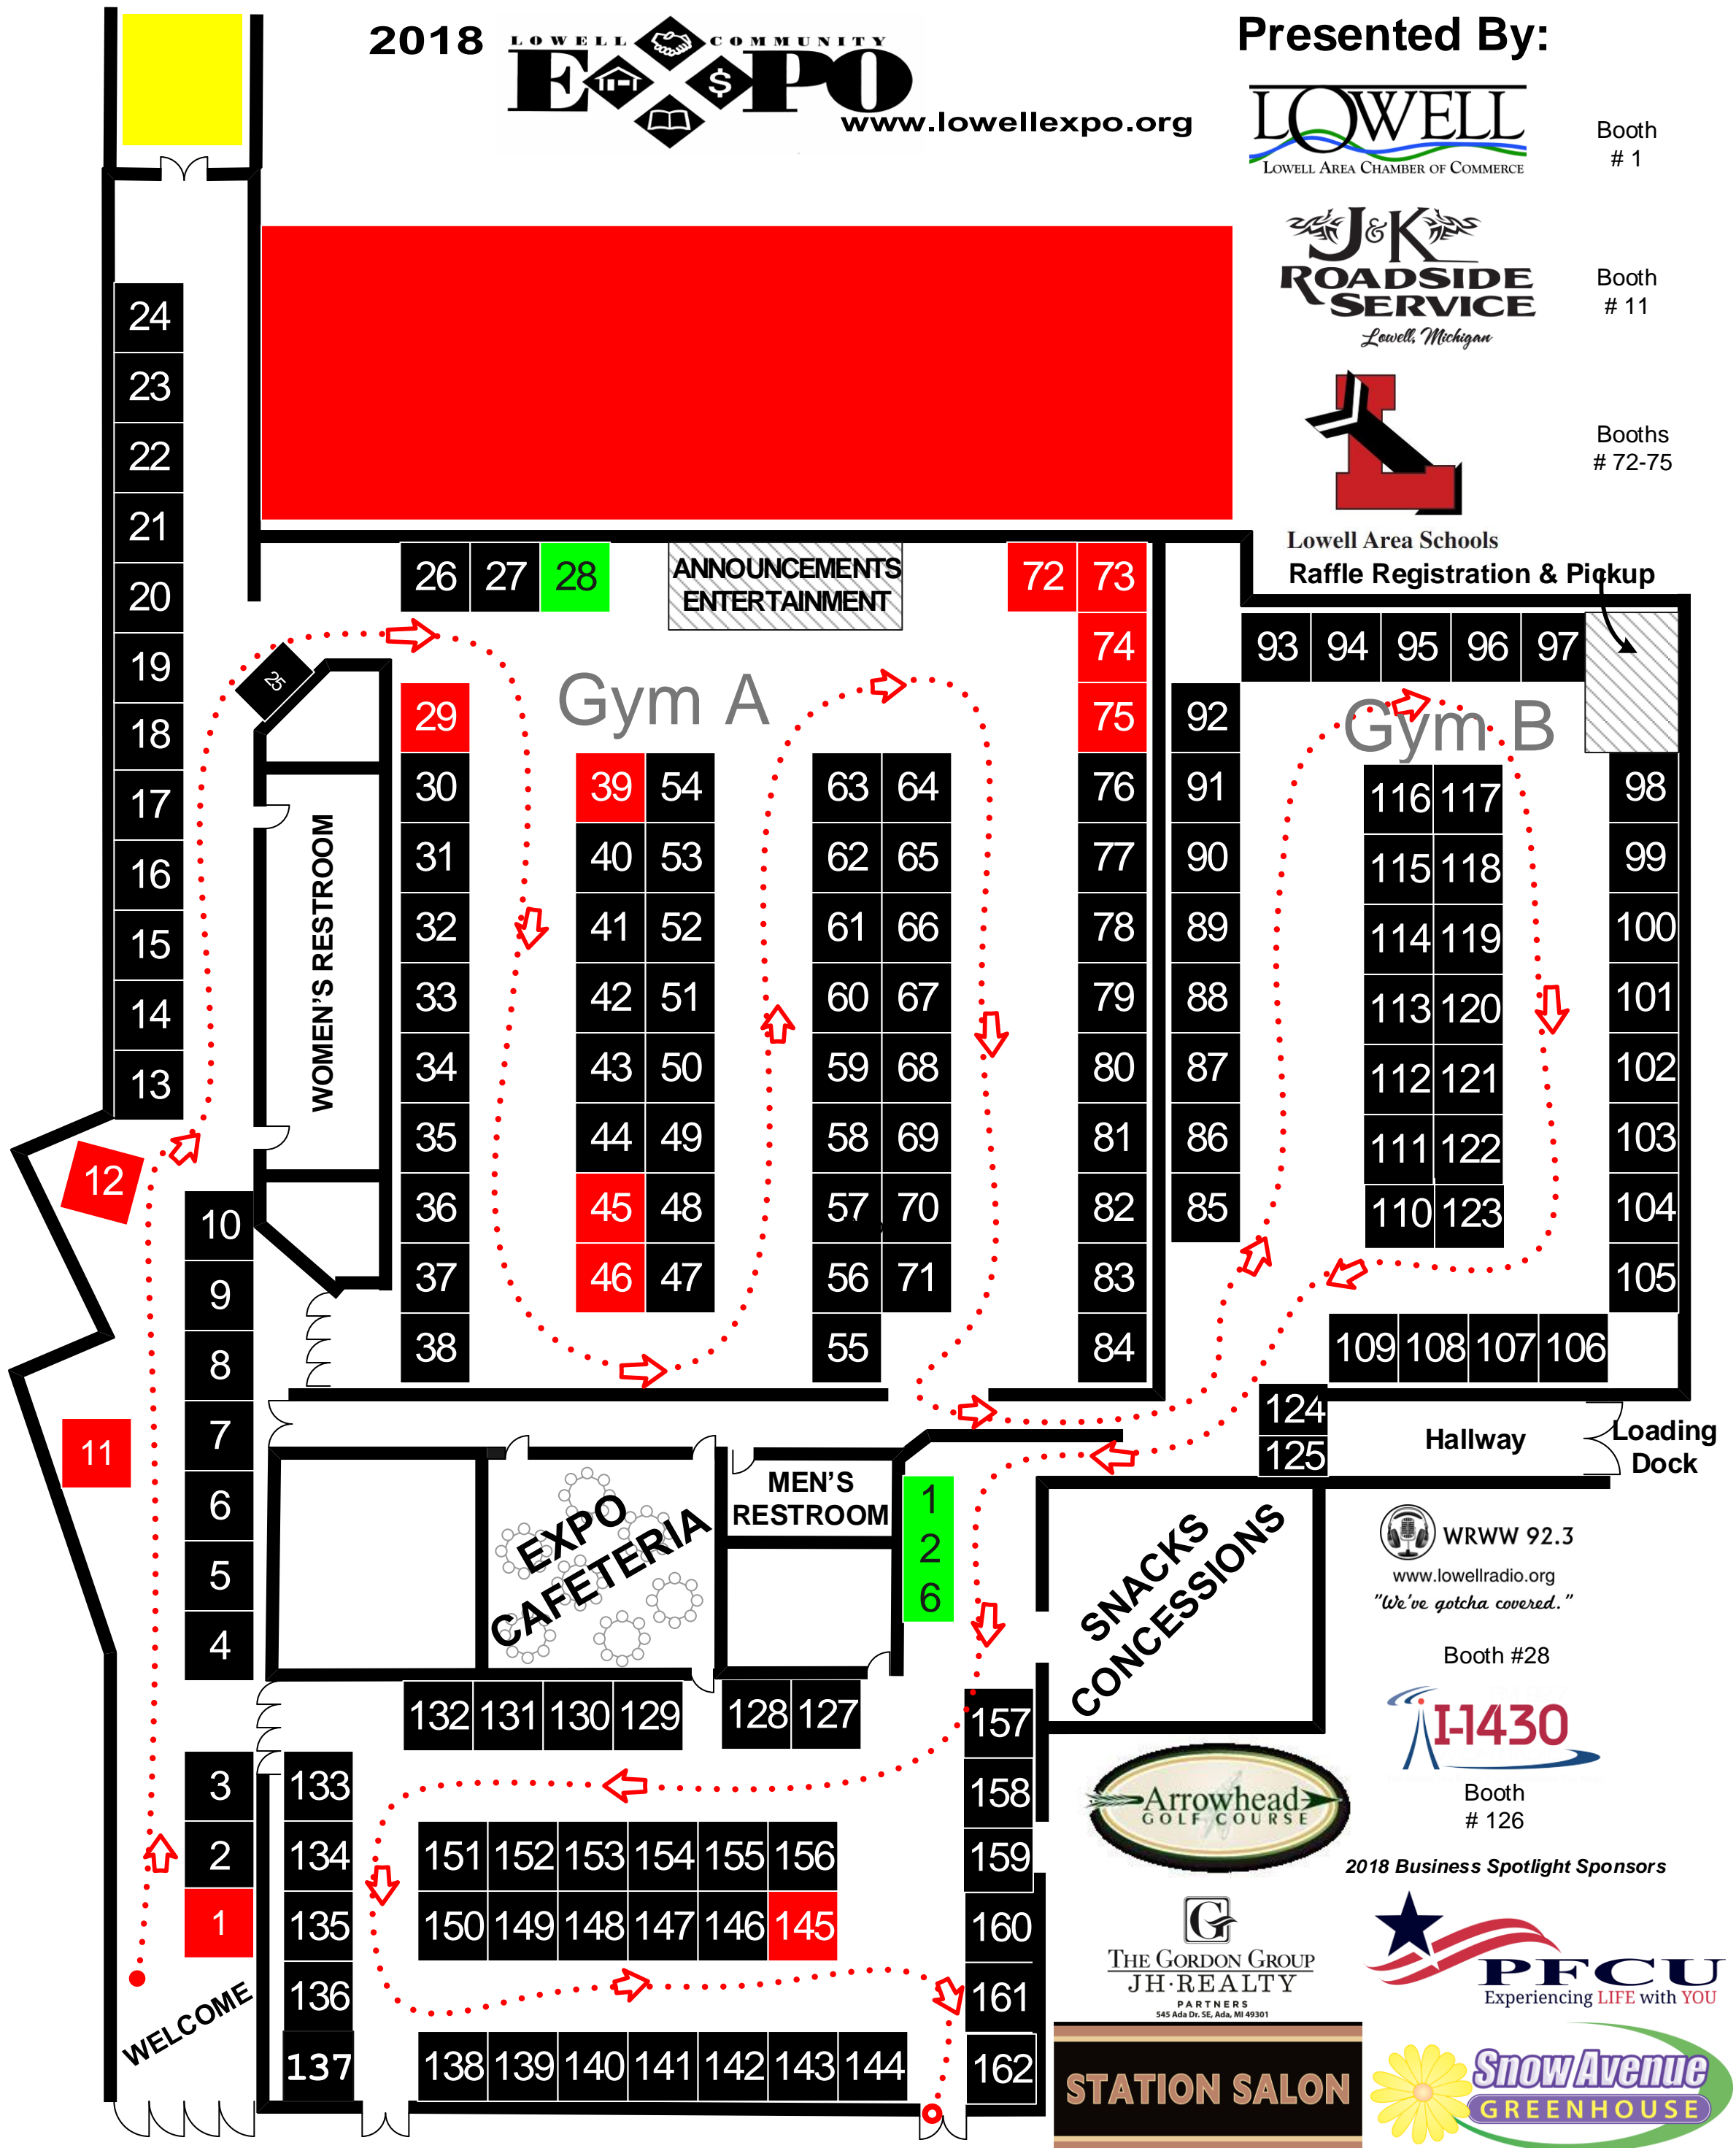 2018
LOWELL COMMUNITY
EXPO
www.lowellexpo.org
Presented By:
LOWELL
LOWELL AREA CHAMBER OF COMMERCE
Booth
# 1
J&K
ROADSIDE
SERVICE
Lowell, Michigan
Booth
# 11
L
Booths
# 72-75
Lowell Area Schools
Raffle Registration & Pickup
24
23
22
21
20
19
18
17
16
15
14
13
12
11
10
9
8
7
6
5
4
3
2
1
WELCOME
25
WOMEN'S RESTROOM
26 27 28
ANNOUNCEMENTS
ENTERTAINMENT
72 73
74
75
Gym A
29
30
31
32
33
34
35
36
37
38
39 54
40 53
41 52
42 51
43 50
44 49
45 48
46 47
63 64
62 65
61 66
60 67
59 68
58 69
57 70
56 71
55
76
77
78
79
80
81
82
83
84
93 94 95 96 97
Gym B
92
91
90
89
88
87
86
85
116 117
115 118
114 119
113 120
112 121
111 122
110 123
98
99
100
101
102
103
104
105
109 108 107 106
124
125
Hallway
Loading
Dock
EXPO
CAFETERIA
MEN'S
RESTROOM
1
2
6
SNACKS
CONCESSIONS
132 131 130 129
128 127
133
134
135
136
137
151 152 153 154 155 156
150 149 148 147 146 145
138 139 140 141 142 143 144
157
158
159
160
161
162
WRWW 92.3
www.lowellradio.org
"We've gotcha covered."
Booth #28
I-1430
Booth
# 126
Arrowhead
GOLF COURSE
2018 Business Spotlight Sponsors
G
THE GORDON GROUP
JH·REALTY
PARTNERS
545 Ada Dr. SE, Ada, MI 49301
PFCU
Experiencing LIFE with YOU
STATION SALON
Snow Avenue
GREENHOUSE